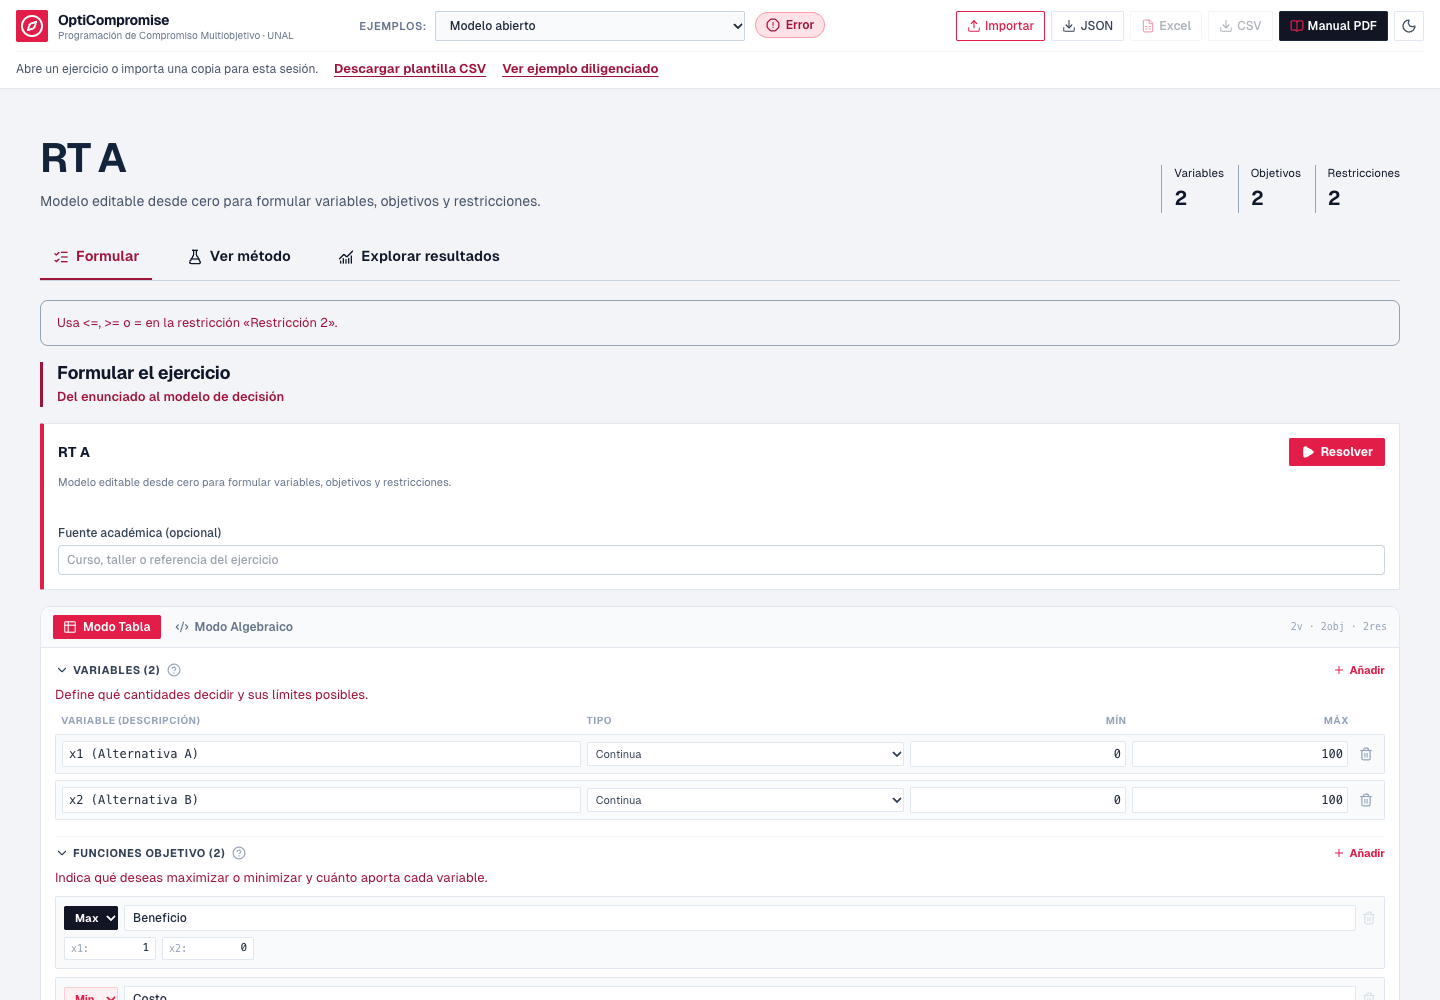 OptiCompromise
Programación de Compromiso Multiobjetivo · UNAL
EJEMPLOS:
Modelo abierto
Error
Importar
JSON
Excel
CSV
Manual PDF
Abre un ejercicio o importa una copia para esta sesión.
Descargar plantilla CSV
Ver ejemplo diligenciado
RT A
Modelo editable desde cero para formular variables, objetivos y restricciones.
Variables
2
Objetivos
2
Restricciones
2
Formular
Ver método
Explorar resultados
Usa <=, >= o = en la restricción «Restricción 2».
Formular el ejercicio
Del enunciado al modelo de decisión
RT A
Resolver
Modelo editable desde cero para formular variables, objetivos y restricciones.
Fuente académica (opcional)
Curso, taller o referencia del ejercicio
Modo Tabla
</> Modo Algebraico
2v · 2obj · 2res
VARIABLES (2) ?
+ Añadir
Define qué cantidades decidir y sus límites posibles.
VARIABLE (DESCRIPCIÓN) TIPO MÍN MÁX
x1 (Alternativa A) Continua 0 100
x2 (Alternativa B) Continua 0 100
FUNCIONES OBJETIVO (2) ?
+ Añadir
Indica qué deseas maximizar o minimizar y cuánto aporta cada variable.
Max Beneficio
x1: 1 x2: 0
Min Costo